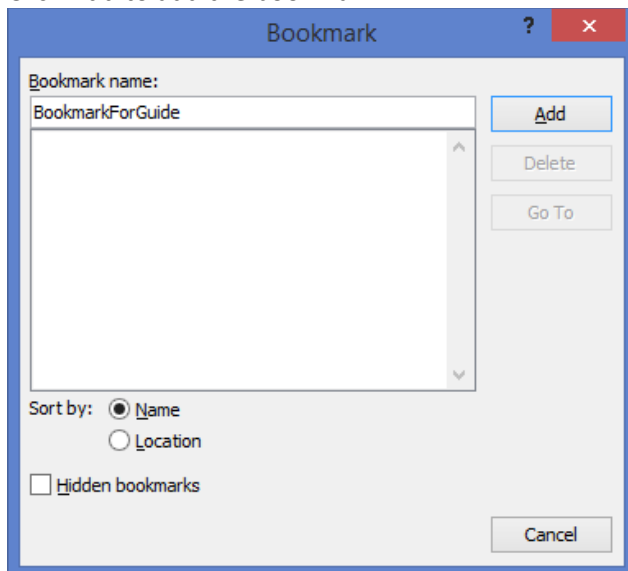 Bookmark ?
Bookmark name:
BookmarkForGuide
Add
Delete
Go To
Sort by: Name
Location
Hidden bookmarks
Cancel